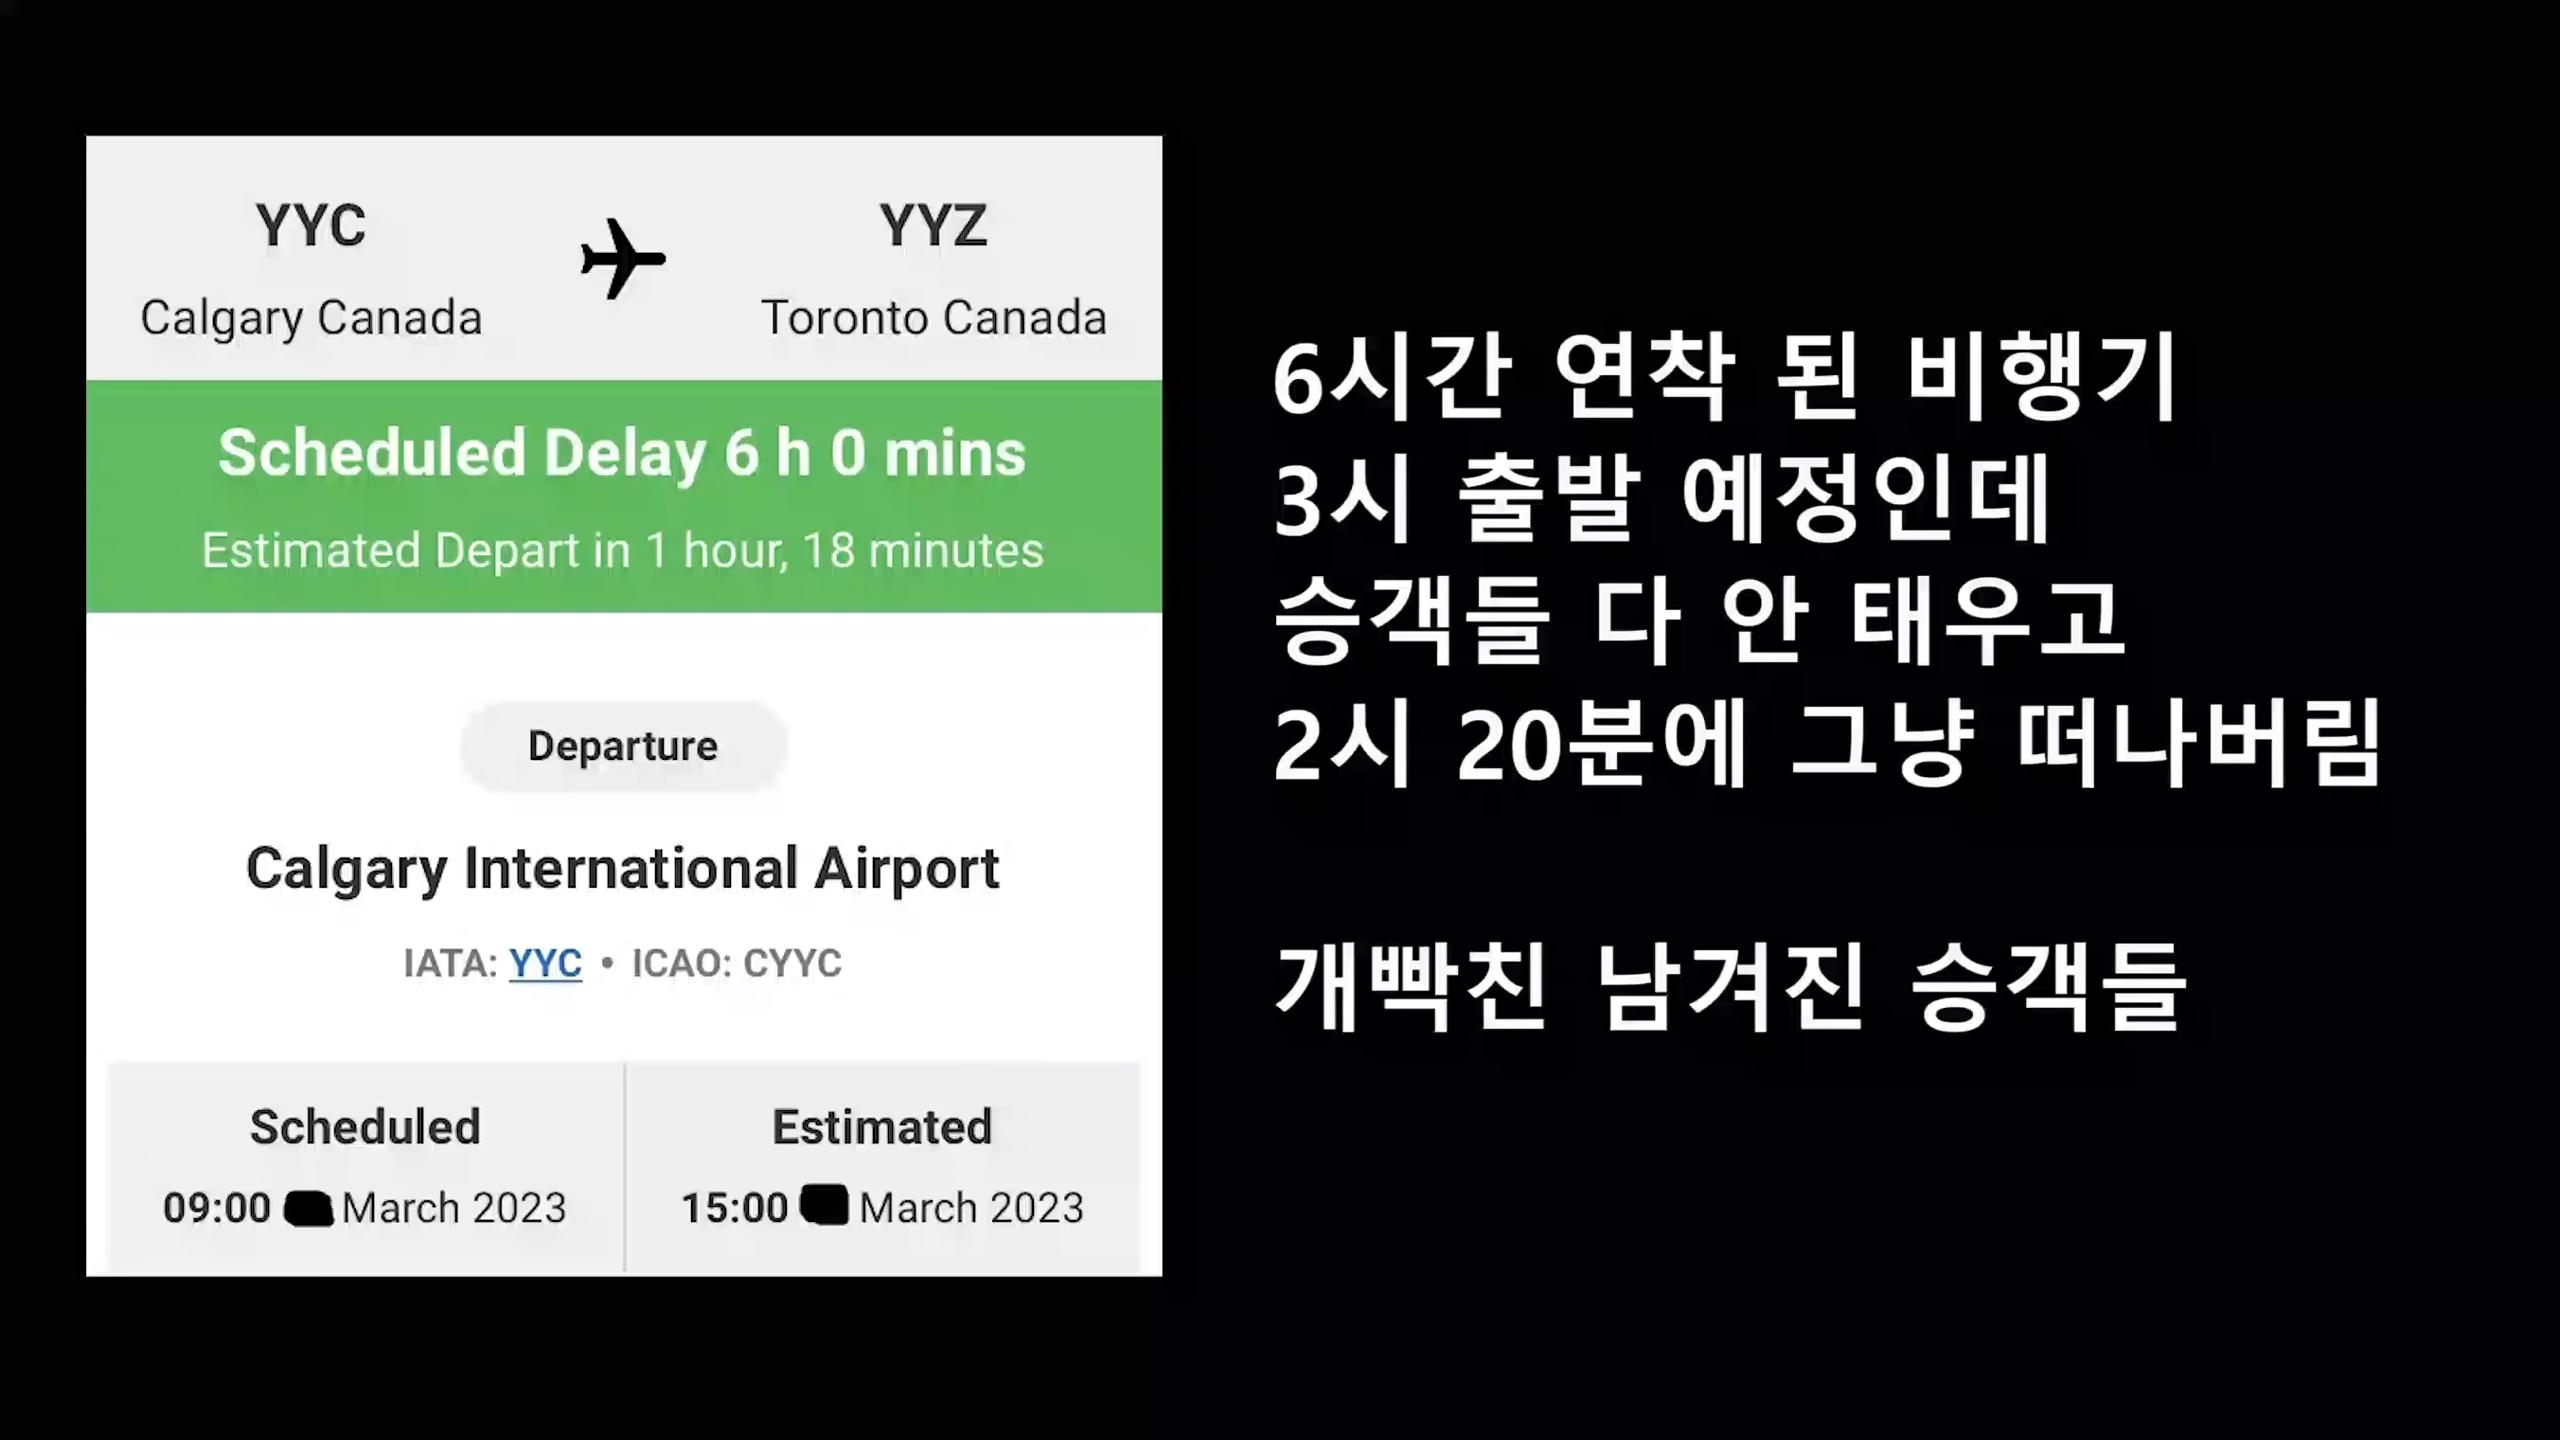 YYC
Calgary Canada
YYZ
Toronto Canada
Scheduled Delay 6 h 0 mins
Estimated Depart in 1 hour, 18 minutes
Departure
Calgary International Airport
IATA: YYC • ICAO: CYYC
Scheduled
09:00 March 2023
Estimated
15:00 March 2023
6시간 연착 된 비행기
3시 출발 예정인데
승객들 다 안 태우고
2시 20분에 그냥 떠나버림
개빡친 남겨진 승객들